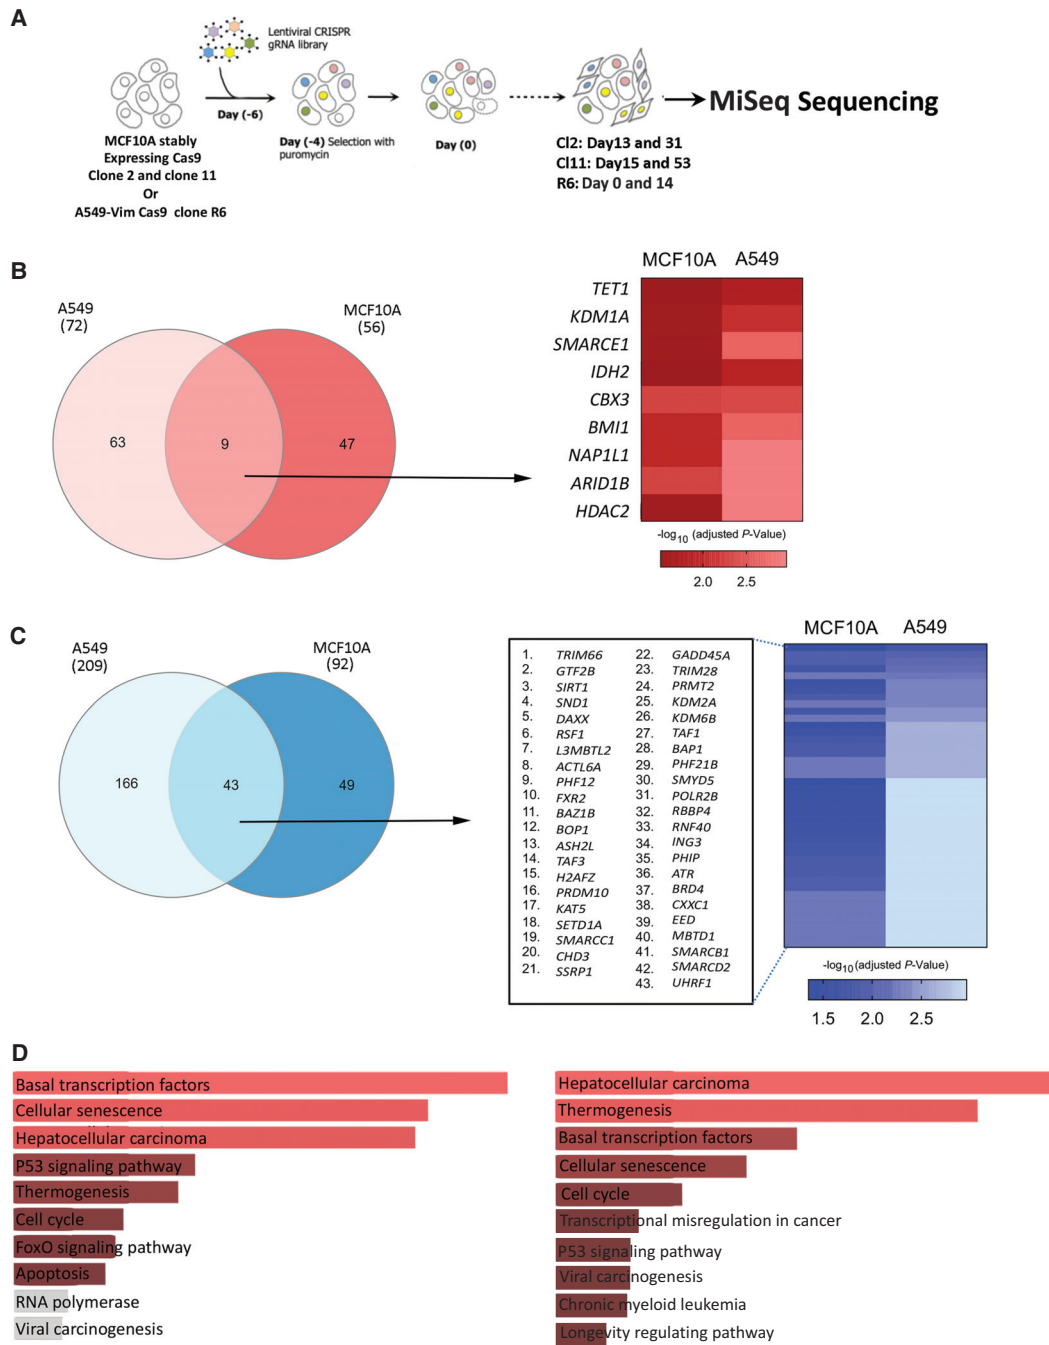 A
Lentiviral CRISPR
gRNA library
Day (-6)
MCF10A stably
Expressing Cas9
Clone 2 and clone 11
Or
A549-Vim Cas9 clone R6
Day (-4) Selection with
puromycin
Day (0)
Cl2: Day13 and 31
Cl11: Day15 and 53
R6: Day 0 and 14
MiSeq Sequencing
B
A549
(72)
MCF10A
(56)
63
9
47
MCF10A A549
TET1
KDM1A
SMARCE1
IDH2
CBX3
BMI1
NAP1L1
ARID1B
HDAC2
-log10 (adjusted P-Value)
2.0 2.5
C
A549
(209)
MCF10A
(92)
166
43
49
1. TRIM66
2. GTF2B
3. SIRT1
4. SND1
5. DAXX
6. RSF1
7. L3MBTL2
8. ACTL6A
9. PHF12
10. FXR2
11. BAZ1B
12. BOP1
13. ASH2L
14. TAF3
15. H2AFZ
16. PRDM10
17. KAT5
18. SETD1A
19. SMARCC1
20. CHD3
21. SSRP1
22. GADD45A
23. TRIM28
24. PRMT2
25. KDM2A
26. KDM6B
27. TAF1
28. BAP1
29. PHF21B
30. SMYD5
31. POLR2B
32. RBBP4
33. RNF40
34. ING3
35. PHIP
36. ATR
37. BRD4
38. CXXC1
39. EED
40. MBTD1
41. SMARCB1
42. SMARCD2
43. UHRF1
MCF10A A549
-log10 (adjusted P-Value)
1.5 2.0 2.5
D
Basal transcription factors
Cellular senescence
Hepatocellular carcinoma
P53 signaling pathway
Thermogenesis
Cell cycle
FoxO signaling pathway
Apoptosis
RNA polymerase
Viral carcinogenesis
Hepatocellular carcinoma
Thermogenesis
Basal transcription factors
Cellular senescence
Cell cycle
Transcriptional misregulation in cancer
P53 signaling pathway
Viral carcinogenesis
Chronic myeloid leukemia
Longevity regulating pathway